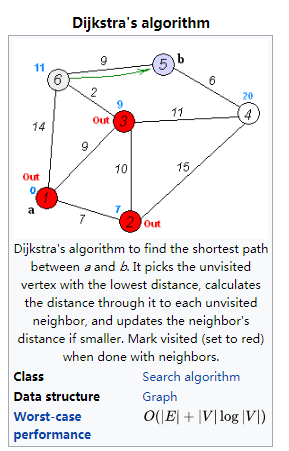 Dijkstra's algorithm
9
b
11
5
6
6
2
9
20
Out
3
11
4
14
9
Out
10
15
0
1
7
a
7
2
Out
Dijkstra's algorithm to find the shortest path
between a and b. It picks the unvisited
vertex with the lowest distance, calculates
the distance through it to each unvisited
neighbor, and updates the neighbor's
distance if smaller. Mark visited (set to red)
when done with neighbors.
Class Search algorithm
Data structure Graph
Worst-case O(|E| + |V| log |V|)
performance